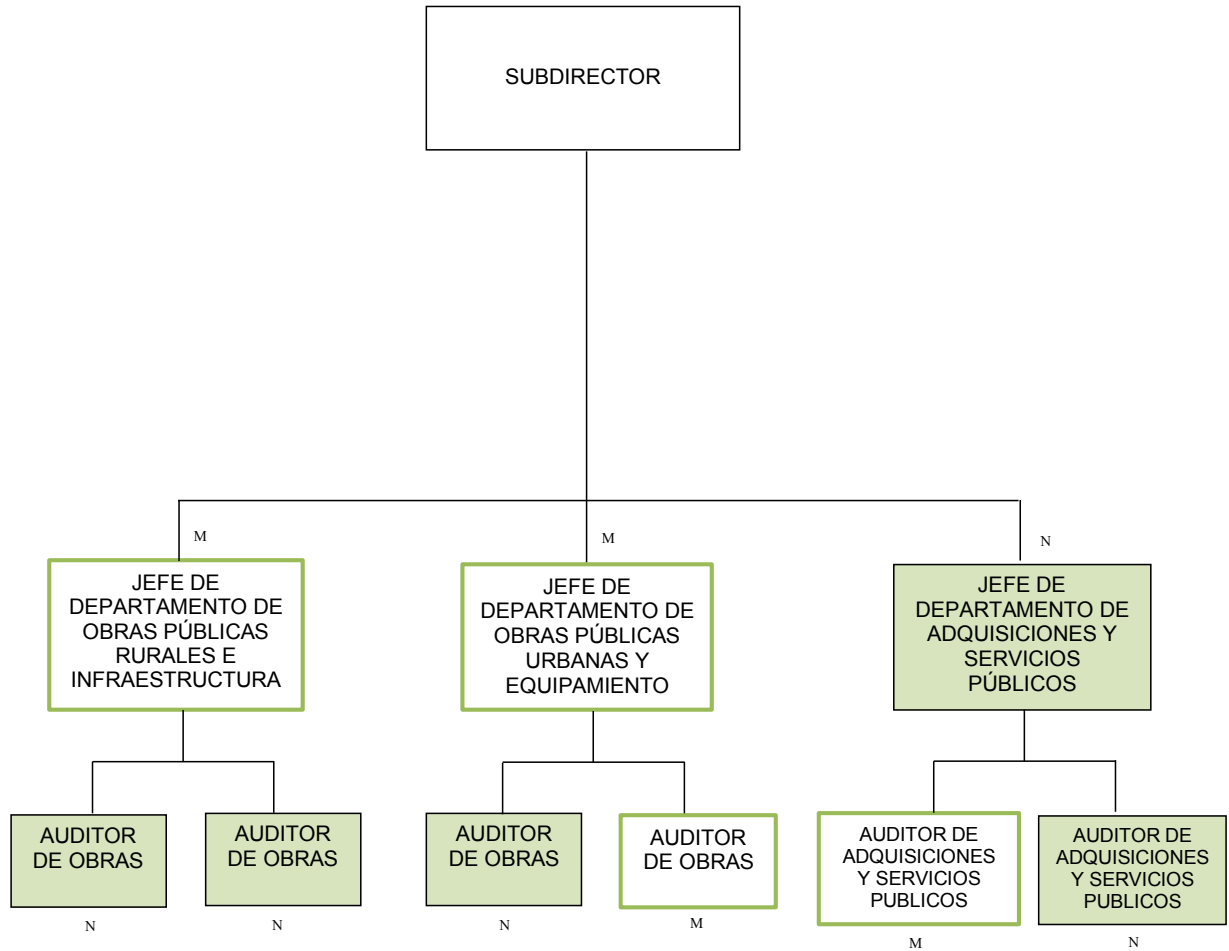 SUBDIRECTOR
M
M
N
JEFE DE
DEPARTAMENTO DE
OBRAS PÚBLICAS
RURALES E
INFRAESTRUCTURA
JEFE DE
DEPARTAMENTO DE
OBRAS PÚBLICAS
URBANAS Y
EQUIPAMIENTO
JEFE DE
DEPARTAMENTO DE
ADQUISICIONES Y
SERVICIOS
PÚBLICOS
AUDITOR
DE OBRAS
AUDITOR
DE OBRAS
AUDITOR
DE OBRAS
AUDITOR
DE OBRAS
AUDITOR DE
ADQUISICIONES
Y SERVICIOS
PUBLICOS
AUDITOR DE
ADQUISICIONES
Y SERVICIOS
PUBLICOS
N
N
N
M
M
N